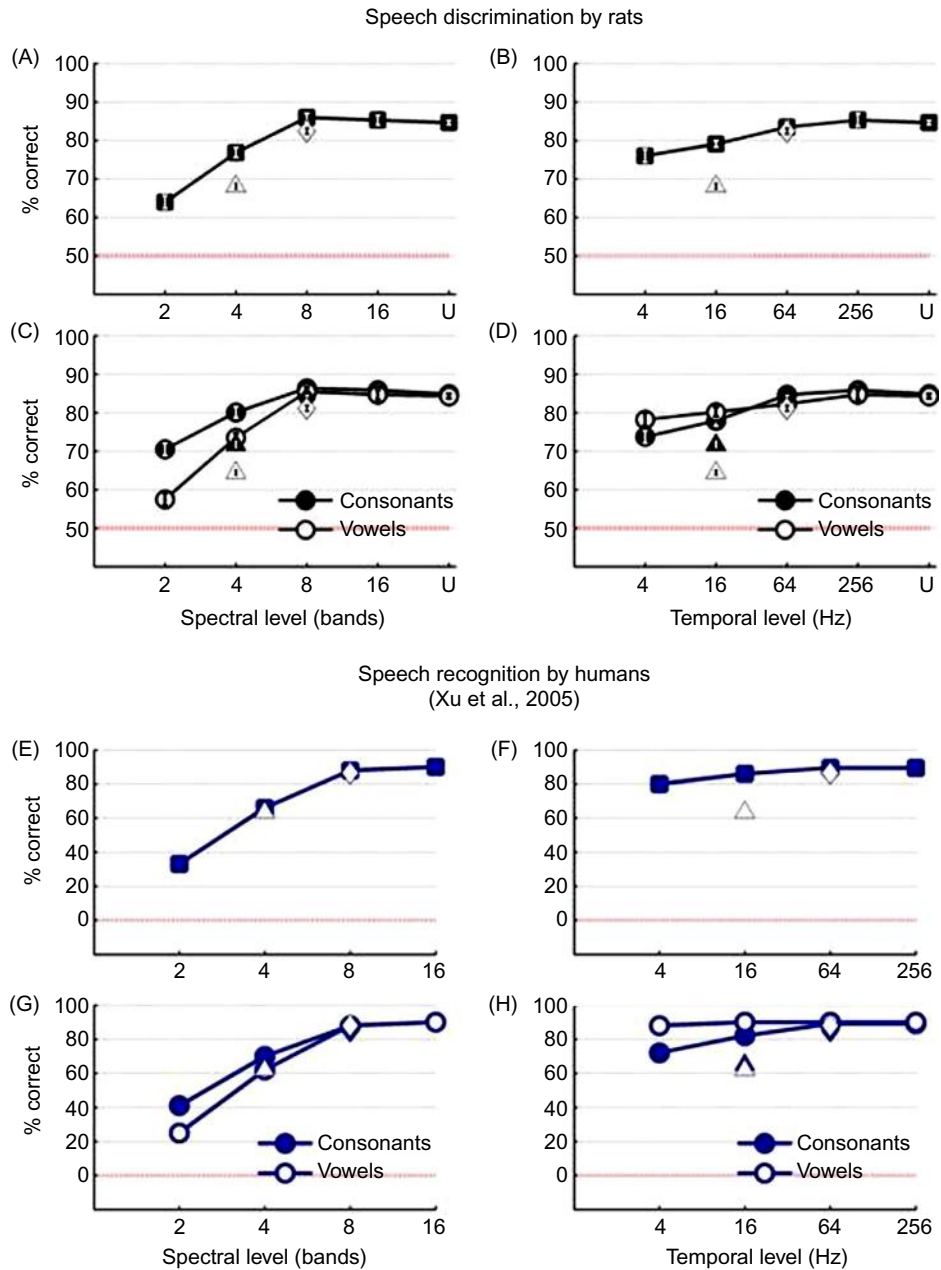 Speech discrimination by rats
(A)
100
90
80
70
60
50
% correct
2 4 8 16 U
(B)
100
90
80
70
60
50
4 16 64 256 U
(C)
100
90
80
70
60
50
% correct
Consonants
Vowels
2 4 8 16 U
Spectral level (bands)
(D)
100
90
80
70
60
50
Consonants
Vowels
4 16 64 256 U
Temporal level (Hz)
Speech recognition by humans
(Xu et al., 2005)
(E)
100
80
60
40
20
0
% correct
2 4 8 16
(F)
100
80
60
40
20
0
% correct
4 16 64 256
(G)
100
80
60
40
20
0
% correct
Consonants
Vowels
2 4 8 16
Spectral level (bands)
(H)
100
80
60
40
20
0
Consonants
Vowels
4 16 64 256
Temporal level (Hz)